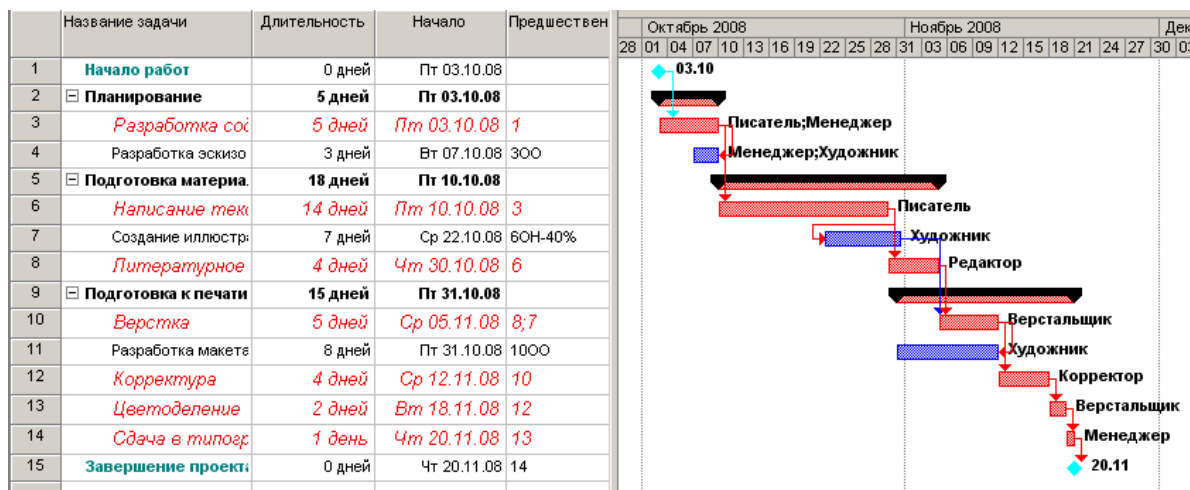 Название задачи Длительность Начало Предшествен Октябрь 2008 Ноябрь 2008 Дек
28 01 04 07 10 13 16 19 22 25 28 31 03 06 09 12 15 18 21 24 27 30 03
1 Начало работ 0 дней Пт 03.10.08 03.10
2 Планирование 5 дней Пт 03.10.08
3 Разработка сод 5 дней Пт 03.10.08 1 Писатель;Менеджер
4 Разработка эскизо 3 дней Вт 07.10.08 3ОО Менеджер;Художник
5 Подготовка материа. 18 дней Пт 10.10.08
6 Написание текс 14 дней Пт 10.10.08 3 Писатель
7 Создание иллюстра 7 дней Ср 22.10.08 6ОН-40% Художник
8 Литературное 4 дней Чт 30.10.08 6 Редактор
9 Подготовка к печати 15 дней Пт 31.10.08
10 Верстка 5 дней Ср 05.11.08 8;7 Верстальщик
11 Разработка макета 8 дней Пт 31.10.08 10ОО Художник
12 Корректура 4 дней Ср 12.11.08 10 Корректор
13 Цветоделение 2 дней Вт 18.11.08 12 Верстальщик
14 Сдача в типогр 1 день Чт 20.11.08 13 Менеджер
15 Завершение проекта 0 дней Чт 20.11.08 14 20.11